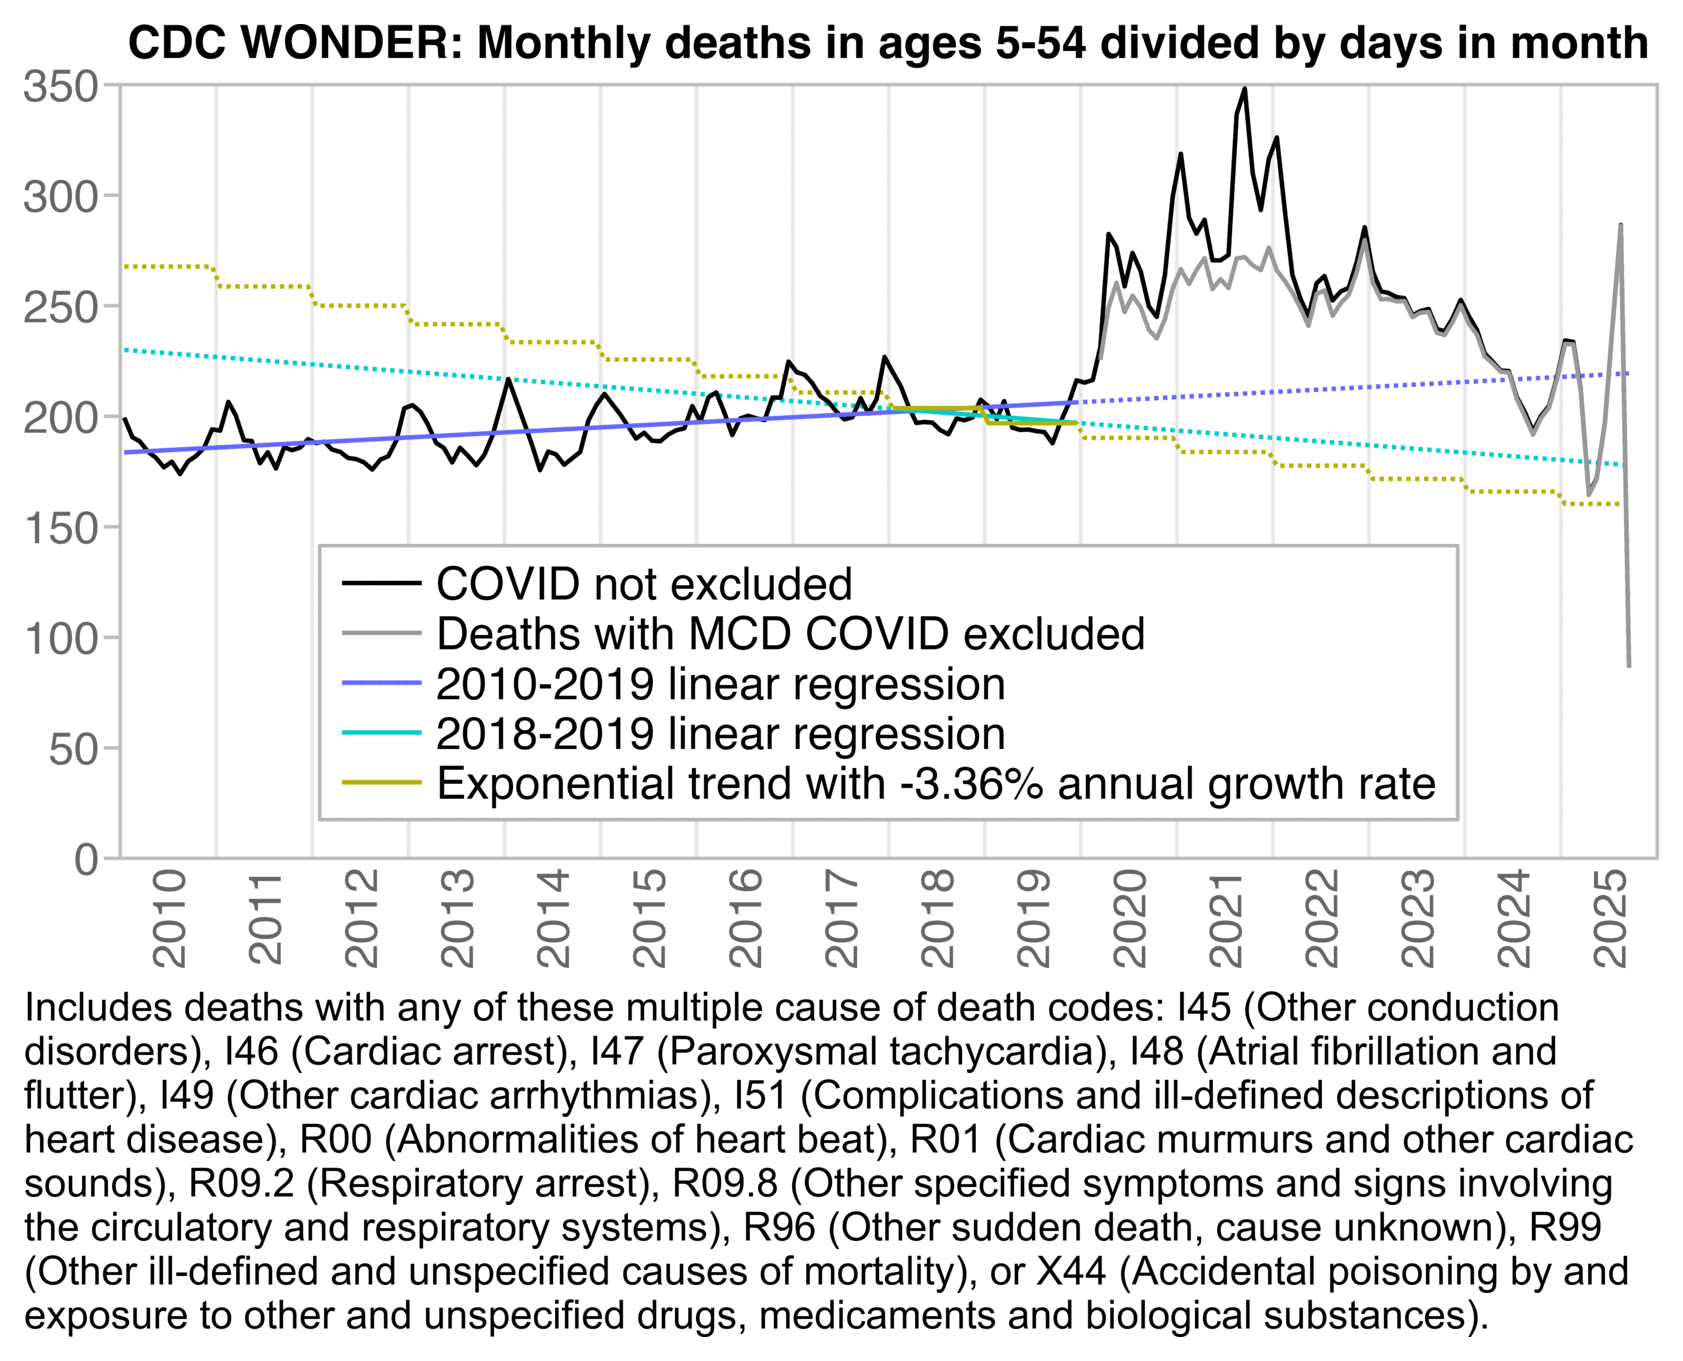 CDC WONDER: Monthly deaths in ages 5-54 divided by days in month
350
300
250
200
150
100
50
0
COVID not excluded
Deaths with MCD COVID excluded
2010-2019 linear regression
2018-2019 linear regression
Exponential trend with -3.36% annual growth rate
2010
2011
2012
2013
2014
2015
2016
2017
2018
2019
2020
2021
2022
2023
2024
2025
Includes deaths with any of these multiple cause of death codes: I45 (Other conduction
disorders), I46 (Cardiac arrest), I47 (Paroxysmal tachycardia), I48 (Atrial fibrillation and
flutter), I49 (Other cardiac arrhythmias), I51 (Complications and ill-defined descriptions of
heart disease), R00 (Abnormalities of heart beat), R01 (Cardiac murmurs and other cardiac
sounds), R09.2 (Respiratory arrest), R09.8 (Other specified symptoms and signs involving
the circulatory and respiratory systems), R96 (Other sudden death, cause unknown), R99
(Other ill-defined and unspecified causes of mortality), or X44 (Accidental poisoning by and
exposure to other and unspecified drugs, medicaments and biological substances).